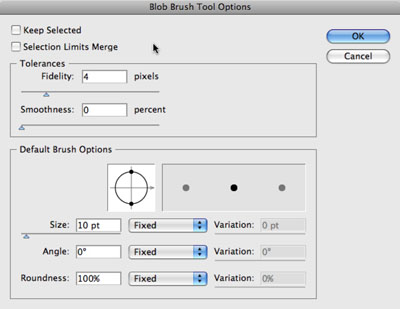 Blob Brush Tool Options
Keep Selected
OK
Selection Limits Merge
Cancel
Tolerances
Fidelity: 4 pixels
Smoothness: 0 percent
Default Brush Options
Size: 10 pt Fixed Variation: 0 pt
Angle: 0° Fixed Variation: 0°
Roundness: 100% Fixed Variation: 0%